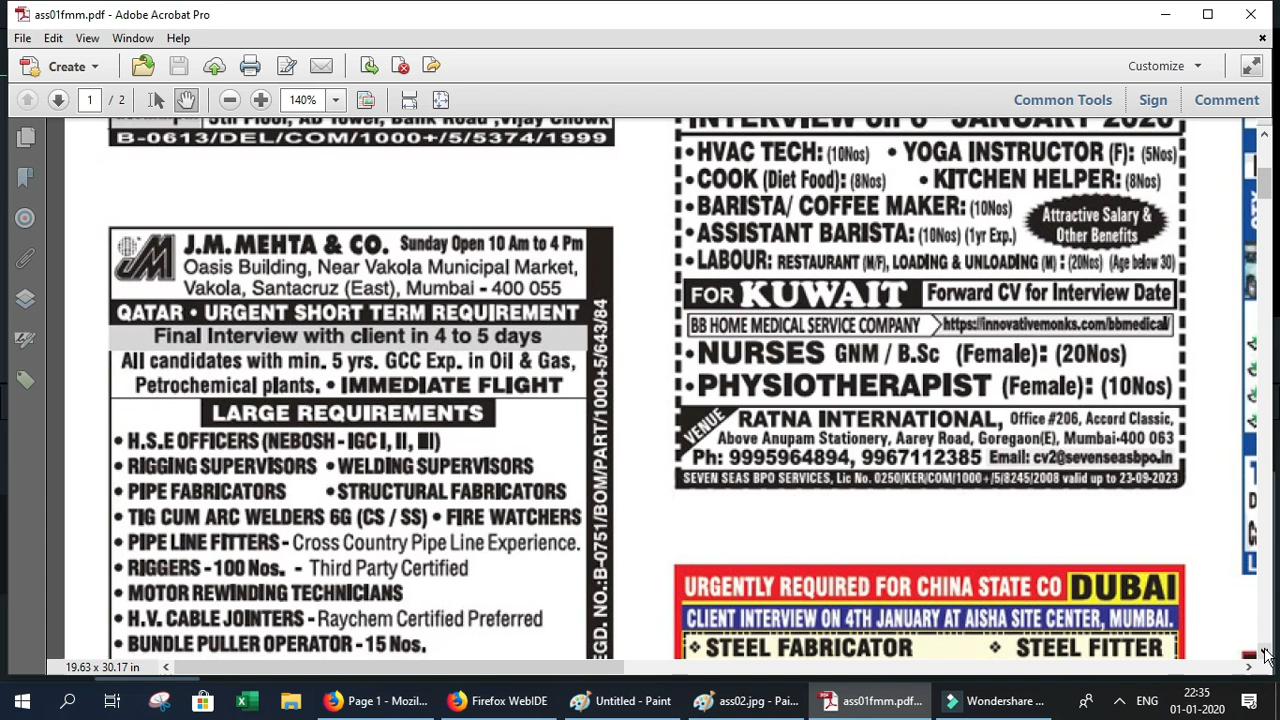 ass01fmm.pdf - Adobe Acrobat Pro
File Edit View Window Help
Create
Customize
1 / 2
140%
Common Tools Sign Comment
5th Floor, AD Tower, Bank Road ,Vijay Chowk
B-0613/DEL/COM/1000+/5/5374/1999
J.M. MEHTA & CO. Sunday Open 10 Am to 4 Pm
Oasis Building, Near Vakola Municipal Market,
Vakola, Santacruz (East), Mumbai - 400 055
QATAR • URGENT SHORT TERM REQUIREMENT
Final Interview with client in 4 to 5 days
All candidates with min. 5 yrs. GCC Exp. in Oil & Gas,
Petrochemical plants. • IMMEDIATE FLIGHT
LARGE REQUIREMENTS
• H.S.E OFFICERS (NEBOSH - IGC I, II, III)
• RIGGING SUPERVISORS • WELDING SUPERVISORS
• PIPE FABRICATORS • STRUCTURAL FABRICATORS
• TIG CUM ARC WELDERS 6G (CS / SS) • FIRE WATCHERS
• PIPE LINE FITTERS - Cross Country Pipe Line Experience.
• RIGGERS - 100 Nos. - Third Party Certified
• MOTOR REWINDING TECHNICIANS
• H.V. CABLE JOINTERS - Raychem Certified Preferred
• BUNDLE PULLER OPERATOR - 15 Nos.
EGD. NO.:B-0751/BOM/PART/1000+5/643/84
INTERVIEW on 6 JANUARY 2020
• HVAC TECH: (10Nos) • YOGA INSTRUCTOR (F): (5Nos)
• COOK (Diet Food): (8Nos) • KITCHEN HELPER: (8Nos)
• BARISTA/ COFFEE MAKER: (10Nos)
• ASSISTANT BARISTA: (10Nos) (1yr Exp.)
Attractive Salary &
Other Benefits
• LABOUR: RESTAURANT (M/F), LOADING & UNLOADING (M) : (20Nos) (Age below 30)
FOR KUWAIT Forward CV for Interview Date
BB HOME MEDICAL SERVICE COMPANY https://innovativemonks.com/bbmedical/
• NURSES GNM / B.Sc (Female): (20Nos)
• PHYSIOTHERAPIST (Female): (10Nos)
VENUE
RATNA INTERNATIONAL, Office #206, Accord Classic,
Above Anupam Stationery, Aarey Road, Goregaon(E), Mumbai-400 063
Ph: 9995964894, 9967112385 Email: cv2@sevenseasbpo.in
SEVEN SEAS BPO SERVICES, Lic No. 0250/KER/COM/1000+/5/8245/2008 valid up to 23-09-2023
URGENTLY REQUIRED FOR CHINA STATE CO DUBAI
CLIENT INTERVIEW ON 4TH JANUARY AT AISHA SITE CENTER, MUMBAI.
❖ STEEL FABRICATOR ❖ STEEL FITTER
19.63 x 30.17 in
Page 1 - Mozil...
Firefox WebIDE
Untitled - Paint
ass02.jpg - Pai...
ass01fmm.pdf...
Wondershare ...
ENG
22:35
01-01-2020